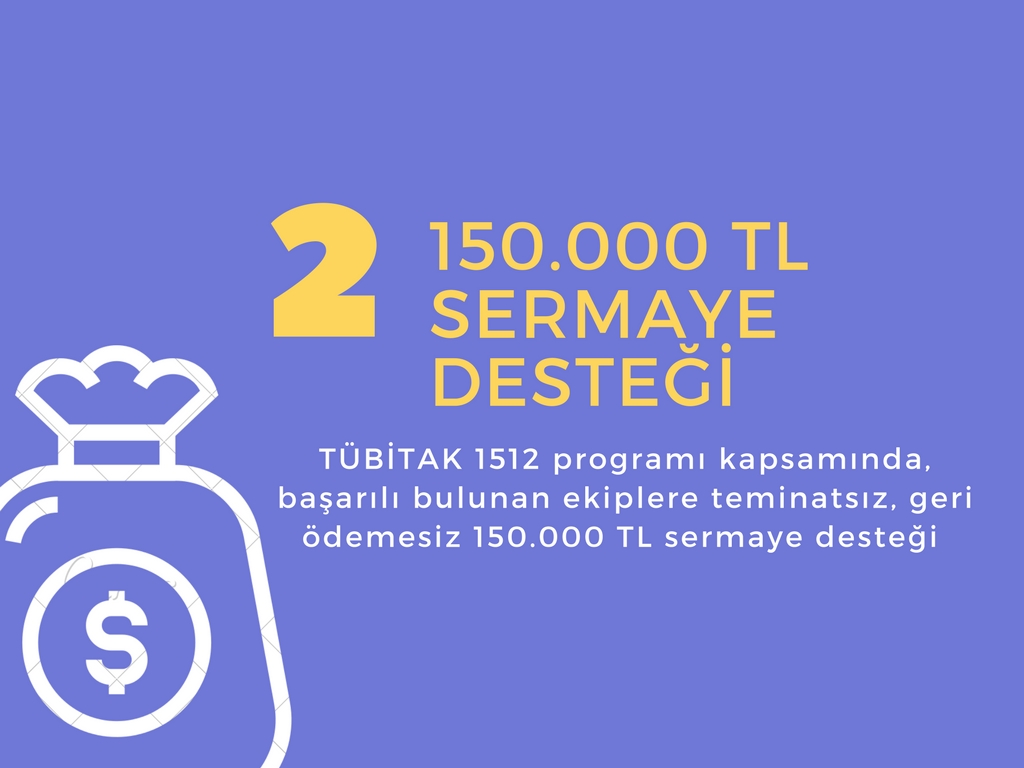 2
150.000 TL
SERMAYE
DESTEĞİ
TÜBİTAK 1512 programı kapsamında,
başarılı bulunan ekiplere teminatsız, geri
ödemesiz 150.000 TL sermaye desteği
$